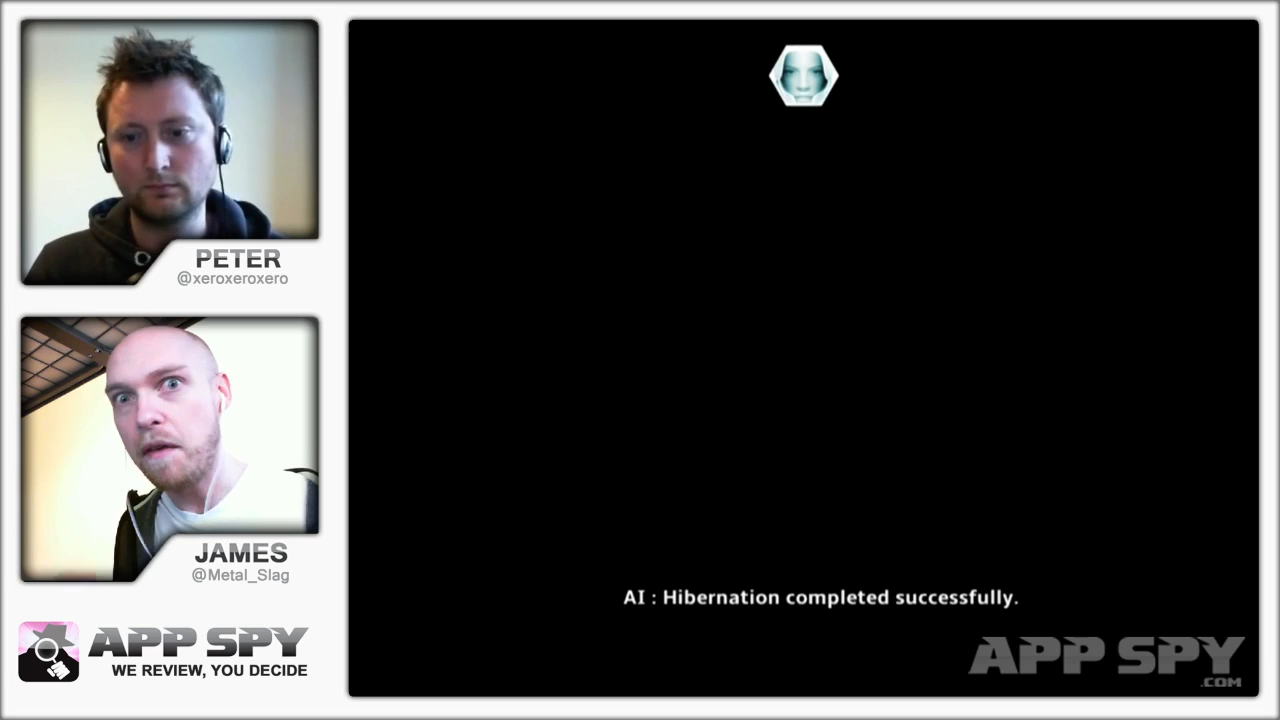 PETER
@xeroxeroxero
JAMES
@Metal_Slag
APP SPY
WE REVIEW, YOU DECIDE
AI : Hibernation completed successfully.
APP SPY
.COM